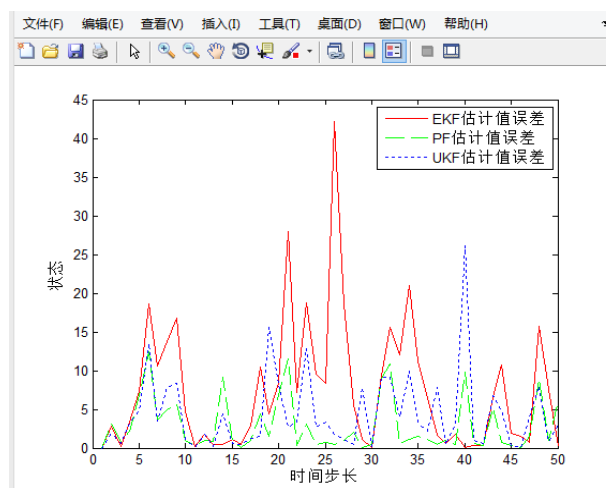 文件(F) 编辑(E) 查看(V) 插入(I) 工具(T) 桌面(D) 窗口(W) 帮助(H)
45
EKF估计值误差
PF估计值误差
UKF估计值误差
40
35
30
25
状态
20
15
10
5
0
0 5 10 15 20 25 30 35 40 45 50
时间步长